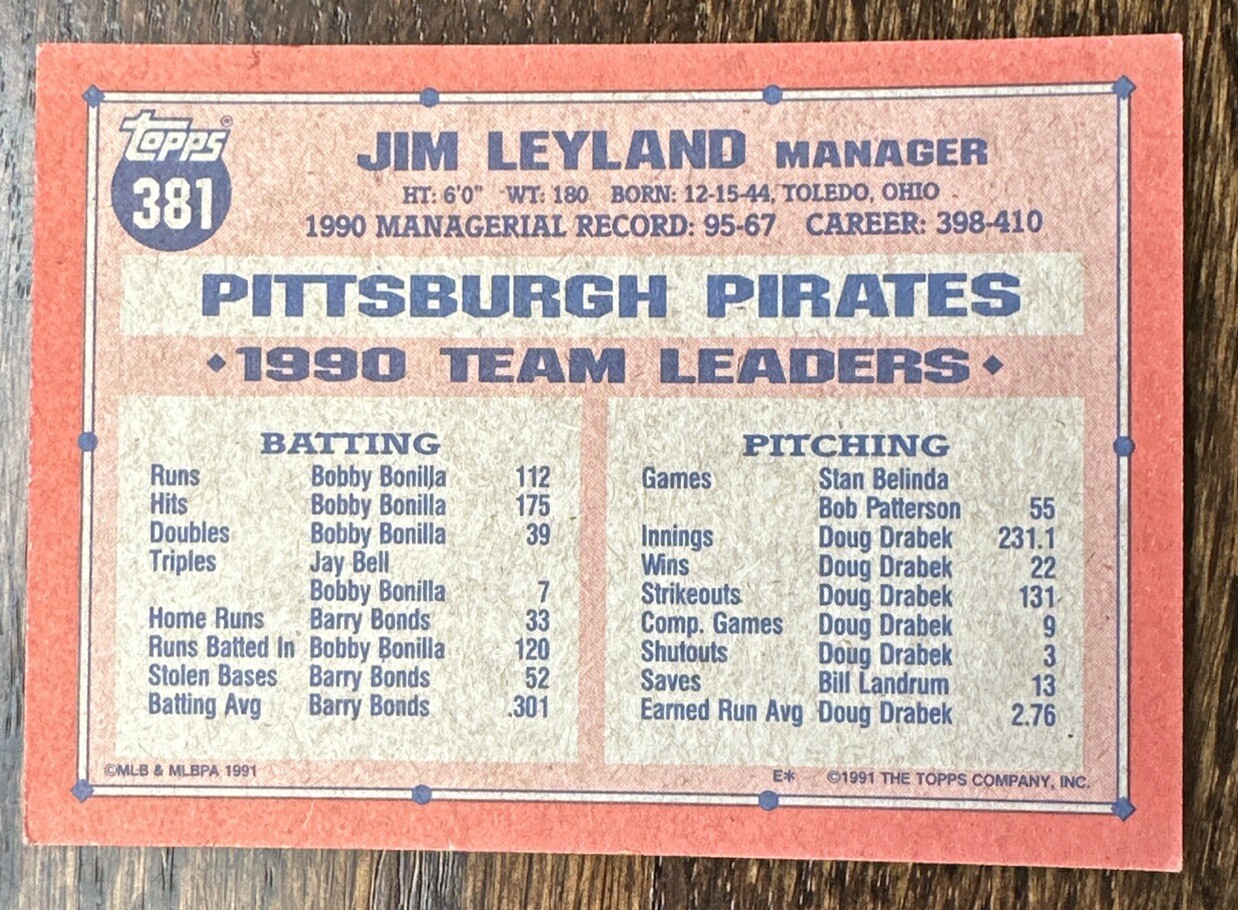 Topps®
381
JIM LEYLAND MANAGER
HT: 6'0" WT: 180 BORN: 12-15-44, TOLEDO, OHIO
1990 MANAGERIAL RECORD: 95-67 CAREER: 398-410
PITTSBURGH PIRATES
1990 TEAM LEADERS
BATTING
Runs Bobby Bonilla 112
Hits Bobby Bonilla 175
Doubles Bobby Bonilla 39
Triples Jay Bell
Bobby Bonilla 7
Home Runs Barry Bonds 33
Runs Batted In Bobby Bonilla 120
Stolen Bases Barry Bonds 52
Batting Avg Barry Bonds .301
PITCHING
Games Stan Belinda
Bob Patterson 55
Innings Doug Drabek 231.1
Wins Doug Drabek 22
Strikeouts Doug Drabek 131
Comp. Games Doug Drabek 9
Shutouts Doug Drabek 3
Saves Bill Landrum 13
Earned Run Avg Doug Drabek 2.76
©MLB & MLBPA 1991
E* ©1991 THE TOPPS COMPANY, INC.